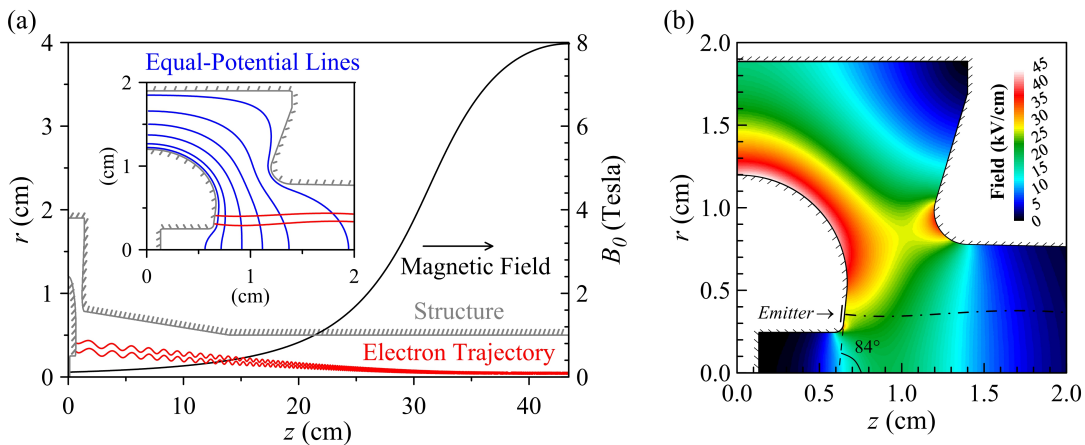 (a)
4
3
2
1
0
r (cm)
0
10
20
30
40
z (cm)
8
6
4
2
0
B0 (Tesla)
Equal-Potential Lines
2
1
0
(cm)
0
1
2
(cm)
Magnetic Field
Structure
Electron Trajectory
(b)
2.0
1.5
1.0
0.5
0.0
r (cm)
0.0
0.5
1.0
1.5
2.0
z (cm)
Field (kV/cm)
45
40
35
30
25
20
15
10
5
0
Emitter→
84°